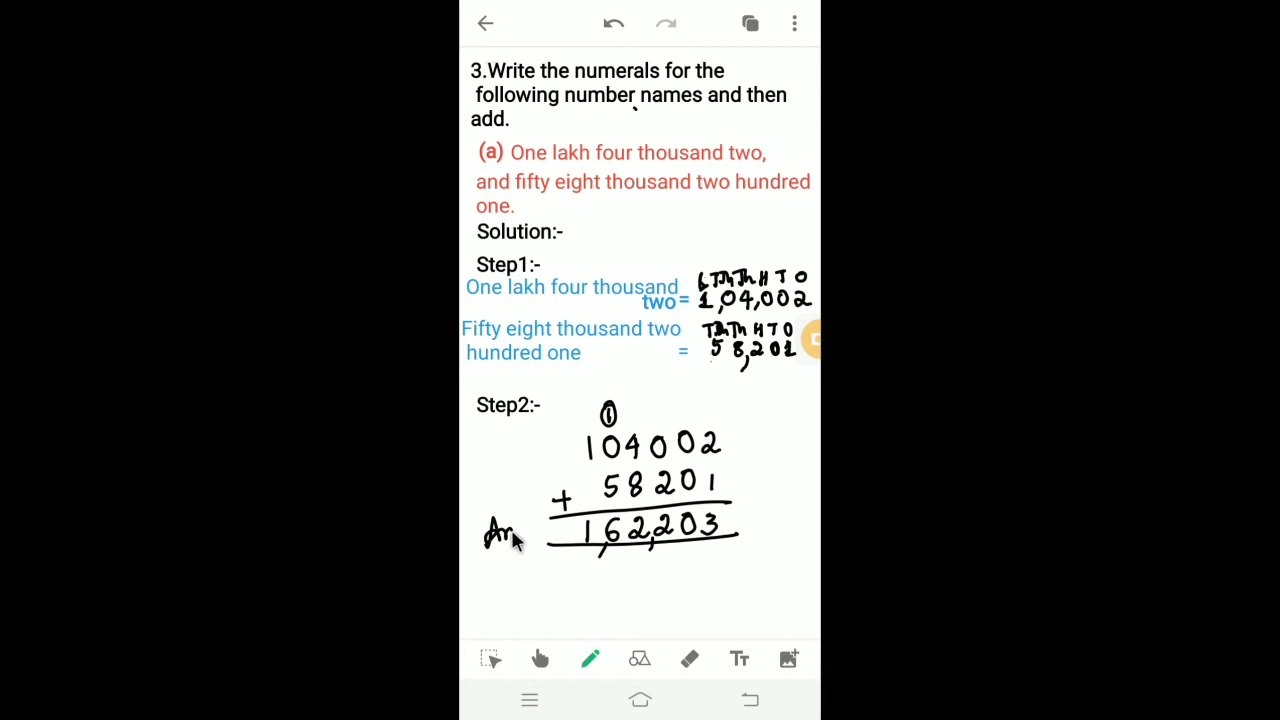 3.Write the numerals for the
following number names and then
add.
(a) One lakh four thousand two,
and fifty eight thousand two hundred
one.
Solution:-
Step1:-
L TTh Th H T O
One lakh four thousand
two = 1,04,002
TTh Th H T O
Fifty eight thousand two
hundred one = 58,201
Step2:-
1
104002
+ 58201
1,62,203
An
Tт